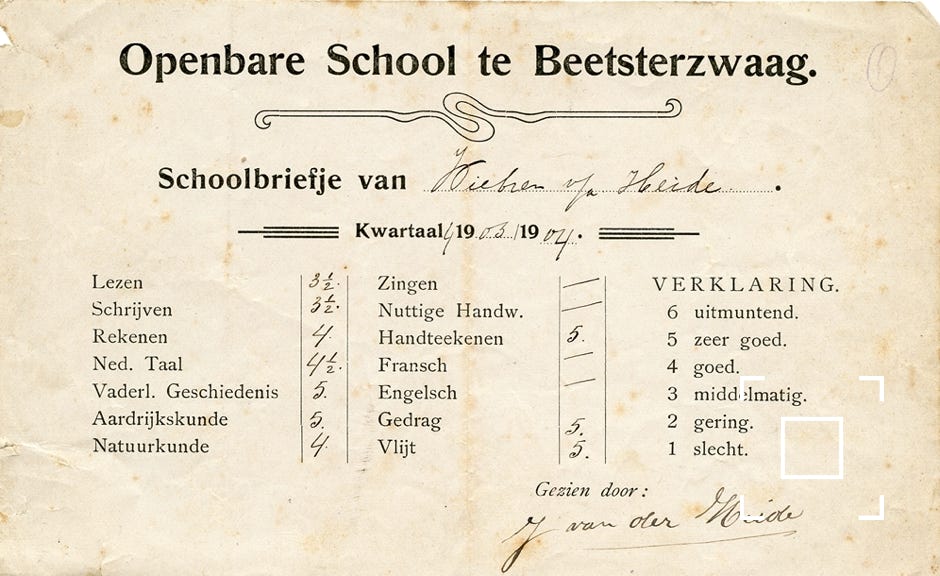 Openbare School te Beetsterzwaag.
Schoolbriefje van Wiebren v/d Heide.
Kwartaal 1903/1904.
Lezen 3½. Zingen — VERKLARING.
Schrijven 3½. Nuttige Handw. — 6 uitmuntend.
Rekenen 4. Handteekenen 5. 5 zeer goed.
Ned. Taal 4½. Fransch — 4 goed.
Vaderl. Geschiedenis 5. Engelsch — 3 middelmatig.
Aardrijkskunde 5. Gedrag 5. 2 gering.
Natuurkunde 4. Vlijt 5. 1 slecht.
Gezien door:
J van der Heide